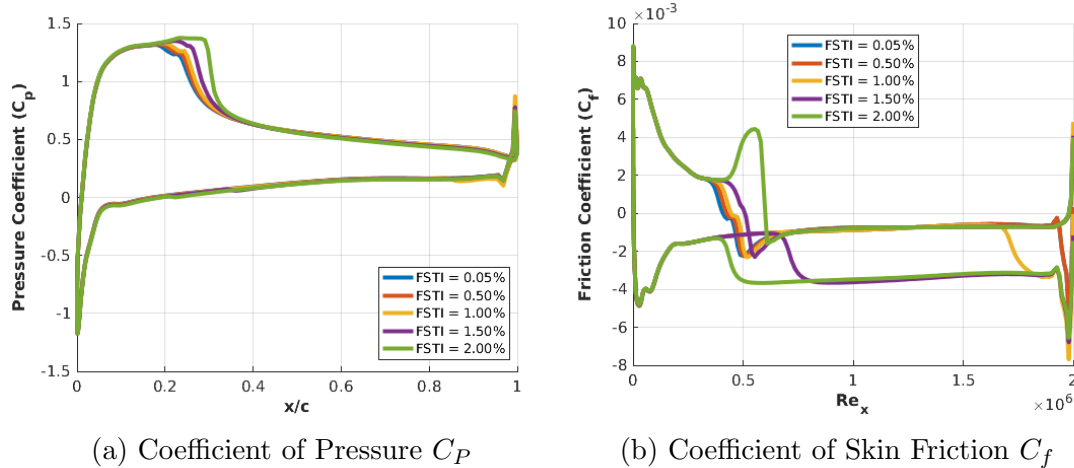 1.5
1
0.5
0
-0.5
-1
-1.5
Pressure Coefficient (C_p)
0
0.2
0.4
0.6
0.8
1
x/c
FSTI = 0.05%
FSTI = 0.50%
FSTI = 1.00%
FSTI = 1.50%
FSTI = 2.00%
(a) Coefficient of Pressure C_P
×10^-3
10
8
6
4
2
0
-2
-4
-6
-8
Friction Coefficient (C_f)
0
0.5
1
1.5
2
×10^6
Re_x
FSTI = 0.05%
FSTI = 0.50%
FSTI = 1.00%
FSTI = 1.50%
FSTI = 2.00%
(b) Coefficient of Skin Friction C_f